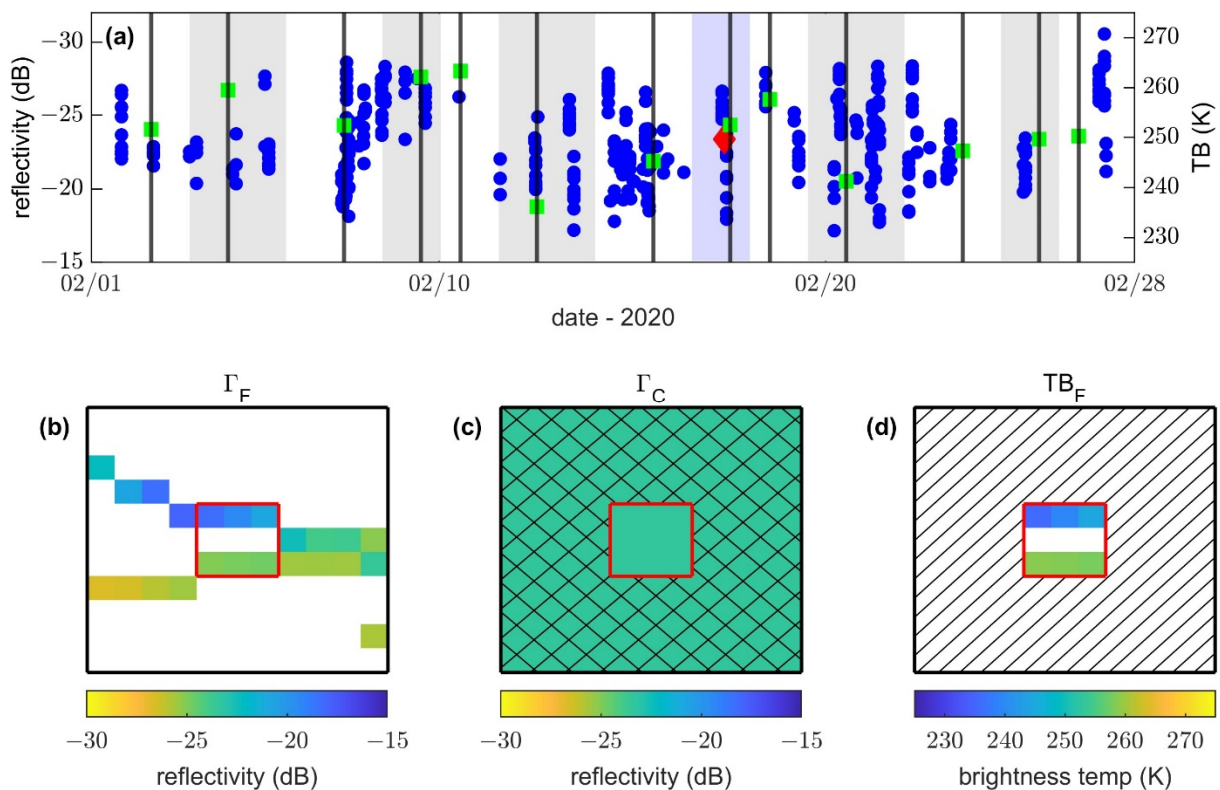 (a)
reflectivity (dB)
−30
−25
−20
−15
270
260
250
240
230
TB (K)
02/01
02/10
02/20
02/28
date - 2020
Γ_F
Γ_C
TB_F
(b)
(c)
(d)
−30 −25 −20 −15
−30 −25 −20 −15
230 240 250 260 270
reflectivity (dB)
reflectivity (dB)
brightness temp (K)